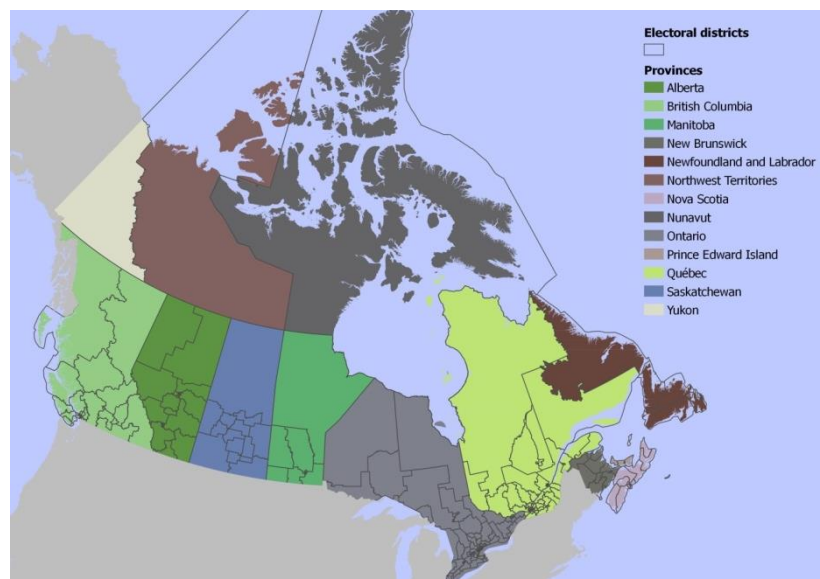 Electoral districts
Provinces
Alberta
British Columbia
Manitoba
New Brunswick
Newfoundland and Labrador
Northwest Territories
Nova Scotia
Nunavut
Ontario
Prince Edward Island
Québec
Saskatchewan
Yukon